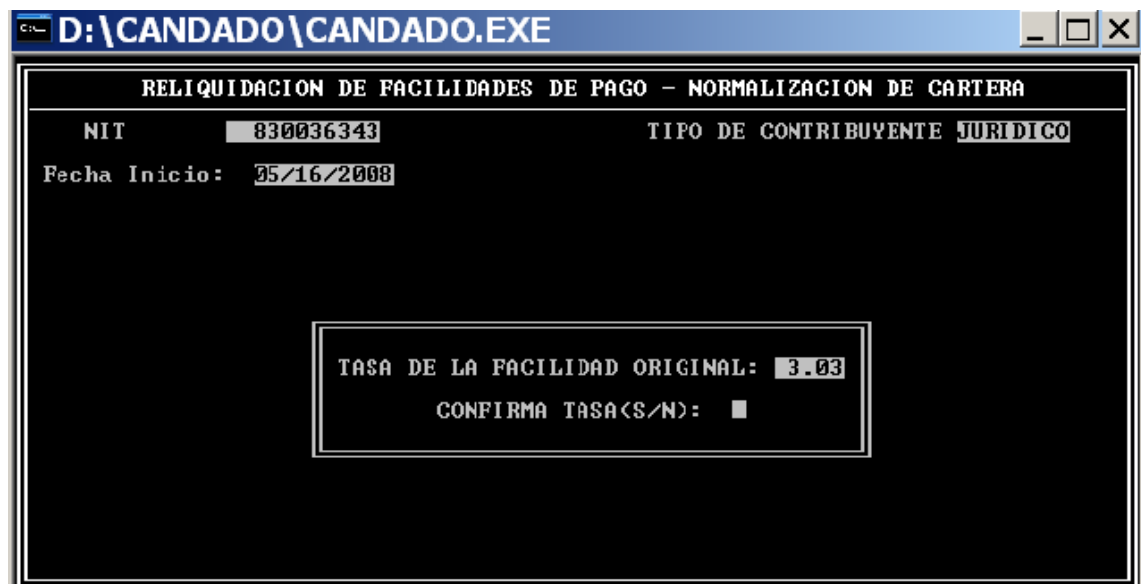 D:\CANDADO\CANDADO.EXE
RELIQUIDACION DE FACILIDADES DE PAGO - NORMALIZACION DE CARTERA
NIT 830036343 TIPO DE CONTRIBUYENTE JURIDICO
Fecha Inicio: 05/16/2008
TASA DE LA FACILIDAD ORIGINAL: 3.03
CONFIRMA TASA(S/N):